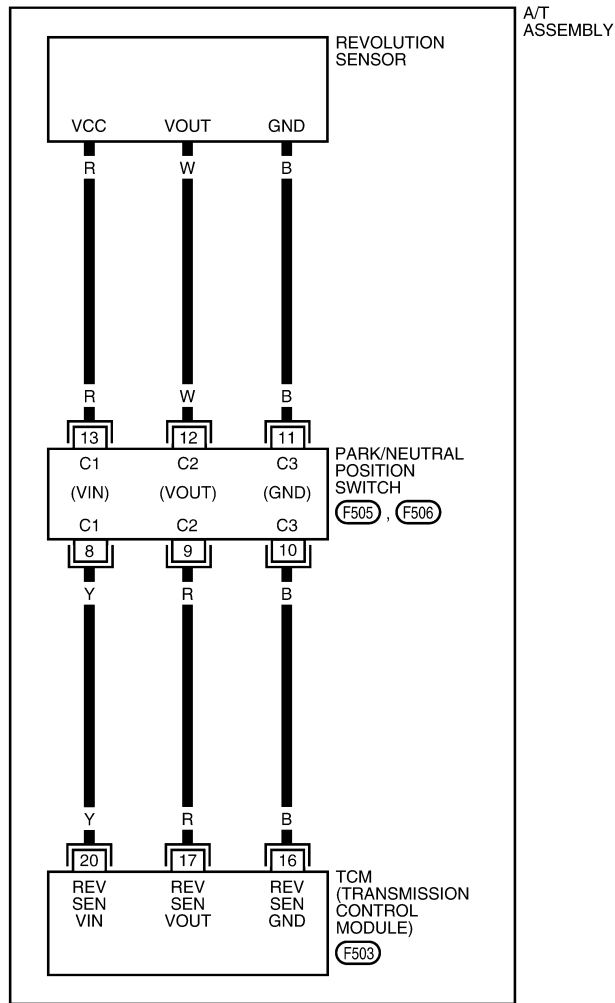 A/T
ASSEMBLY
REVOLUTION
SENSOR
VCC VOUT GND
R W B
R W B
13 12 11
C1 C2 C3
(VIN) (VOUT) (GND)
C1 C2 C3
8 9 10
PARK/NEUTRAL
POSITION
SWITCH
F505 , F506
Y R B
Y R B
20 17 16
REV REV REV
SEN SEN SEN
VIN VOUT GND
TCM
(TRANSMISSION
CONTROL
MODULE)
F503